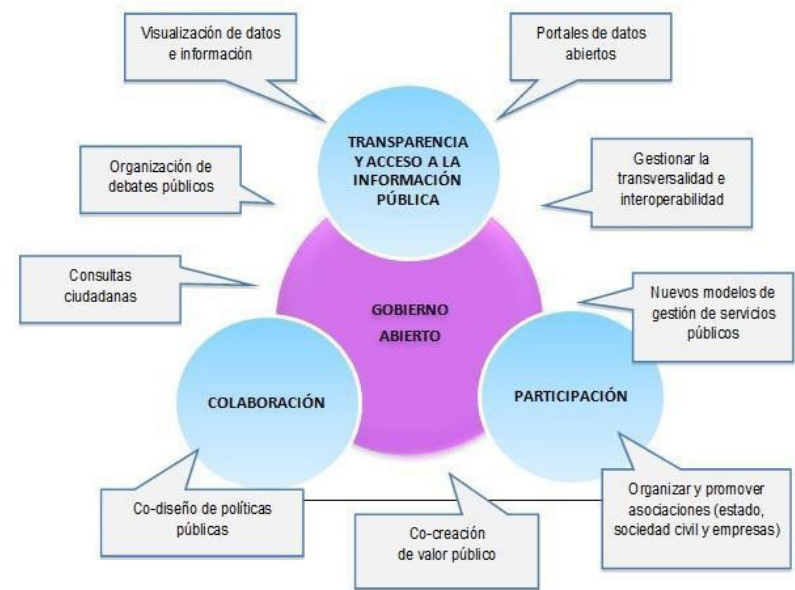 Visualización de datos
e información
Portales de datos
abiertos
TRANSPARENCIA
Y ACCESO A LA
INFORMACIÓN
PÚBLICA
Organización de
debates públicos
Gestionar la
transversalidad e
interoperabilidad
Consultas
ciudadanas
GOBIERNO
ABIERTO
Nuevos modelos de
gestión de servicios
públicos
COLABORACIÓN
PARTICIPACIÓN
Co-diseño de políticas
públicas
Co-creación
de valor público
Organizar y promover
asociaciones (estado,
sociedad civil y empresas)